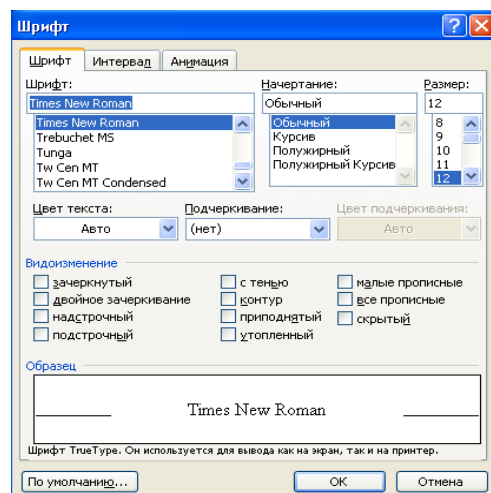 Шрифт
Шрифт Интервал Анимация
Шрифт: Начертание: Размер:
Times New Roman Обычный 12
Times New Roman Обычный 8
Trebuchet MS Курсив 9
Tunga Полужирный 10
Tw Cen MT Полужирный Курсив 11
Tw Cen MT Condensed 12
Цвет текста: Подчеркивание: Цвет подчеркивания:
Авто (нет) Авто
Видоизменение
зачеркнутый с тенью малые прописные
двойное зачеркивание контур все прописные
надстрочный приподнятый скрытый
подстрочный утопленный
Образец
Times New Roman
Шрифт TrueType. Он используется для вывода как на экран, так и на принтер.
По умолчанию... ОК Отмена